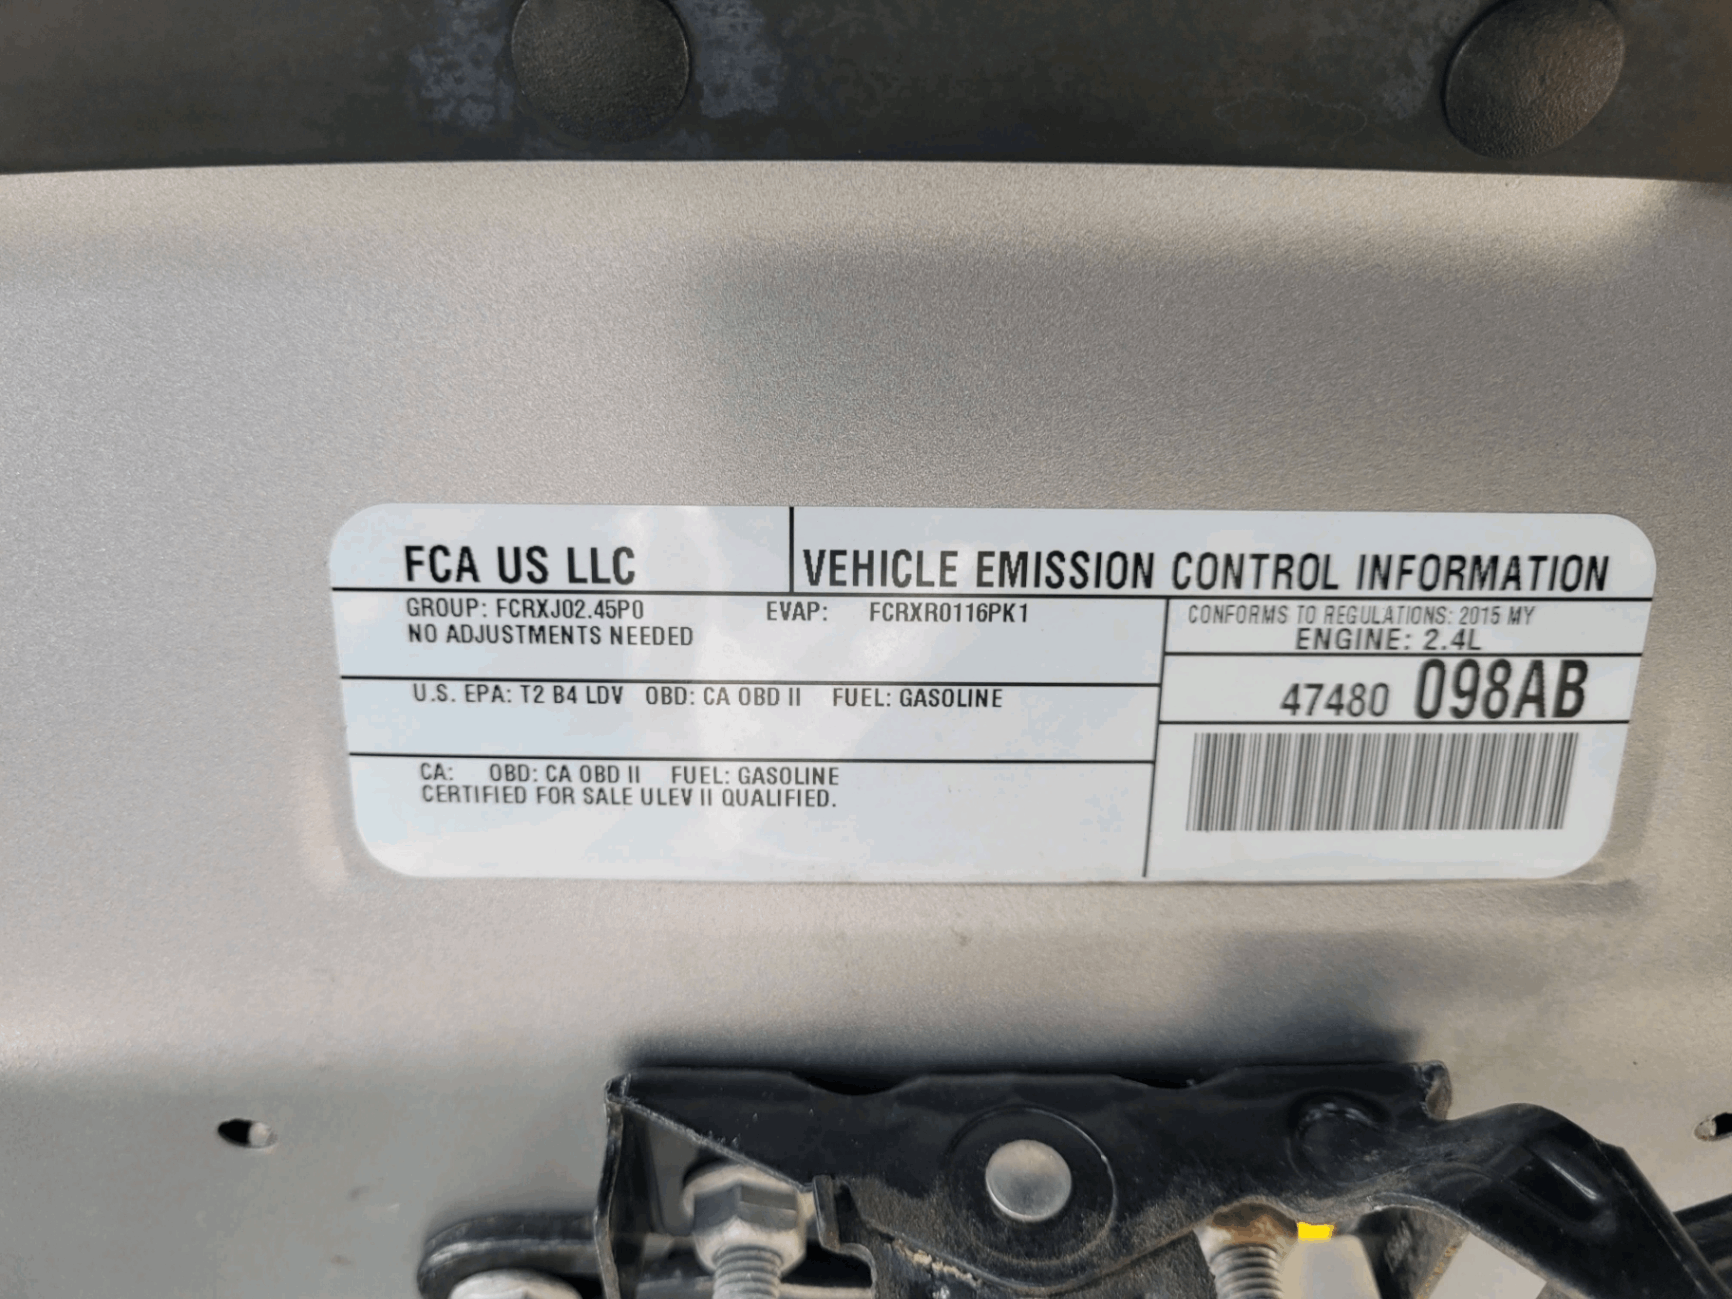 FCA US LLC
VEHICLE EMISSION CONTROL INFORMATION
GROUP: FCRXJ02.45P0 EVAP: FCRXR0116PK1
NO ADJUSTMENTS NEEDED
CONFORMS TO REGULATIONS: 2015 MY
ENGINE: 2.4L
U.S. EPA: T2 B4 LDV OBD: CA OBD II FUEL: GASOLINE
47480 098AB
CA: OBD: CA OBD II FUEL: GASOLINE
CERTIFIED FOR SALE ULEV II QUALIFIED.